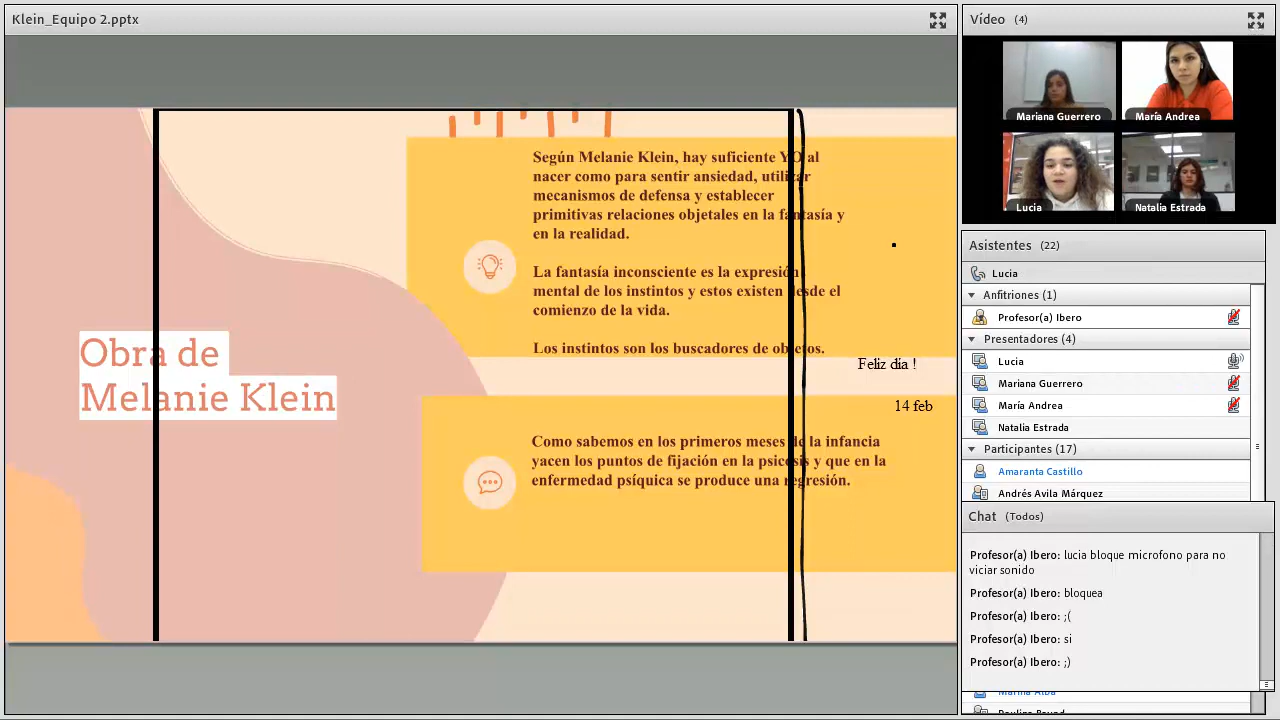 Klein_Equipo 2.pptx
Según Melanie Klein, hay suficiente YO al
nacer como para sentir ansiedad, utilizar
mecanismos de defensa y establecer
primitivas relaciones objetales en la fantasía y
en la realidad.
La fantasía inconsciente es la expresión
mental de los instintos y estos existen desde el
comienzo de la vida.
Los instintos son los buscadores de objetos.
Obra de
Melanie Klein
Feliz dia !
14 feb
Como sabemos en los primeros meses de la infancia
yacen los puntos de fijación en la psicosis y que en la
enfermedad psíquica se produce una regresión.
Vídeo (4)
Mariana Guerrero
María Andrea
Lucia
Natalia Estrada
Asistentes (22)
Lucia
Anfitriones (1)
Profesor(a) Ibero
Presentadores (4)
Lucia
Mariana Guerrero
María Andrea
Natalia Estrada
Participantes (17)
Amaranta Castillo
Andrés Avila Márquez
Chat (Todos)
Profesor(a) Ibero: lucia bloque microfono para no
viciar sonido
Profesor(a) Ibero: bloquea
Profesor(a) Ibero: ;(
Profesor(a) Ibero: si
Profesor(a) Ibero: ;)